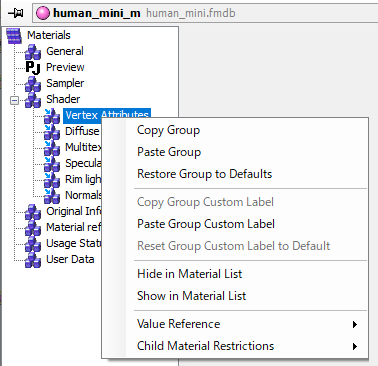 human_mini_m human_mini.fmdb
Materials
General
Preview
Sampler
Shader
Vertex Attributes
Diffuse
Multitex
Specula
Rim ligh
Normals
Original Info
Material ref
Usage Stat
User Data
Copy Group
Paste Group
Restore Group to Defaults
Copy Group Custom Label
Paste Group Custom Label
Reset Group Custom Label to Default
Hide in Material List
Show in Material List
Value Reference
Child Material Restrictions